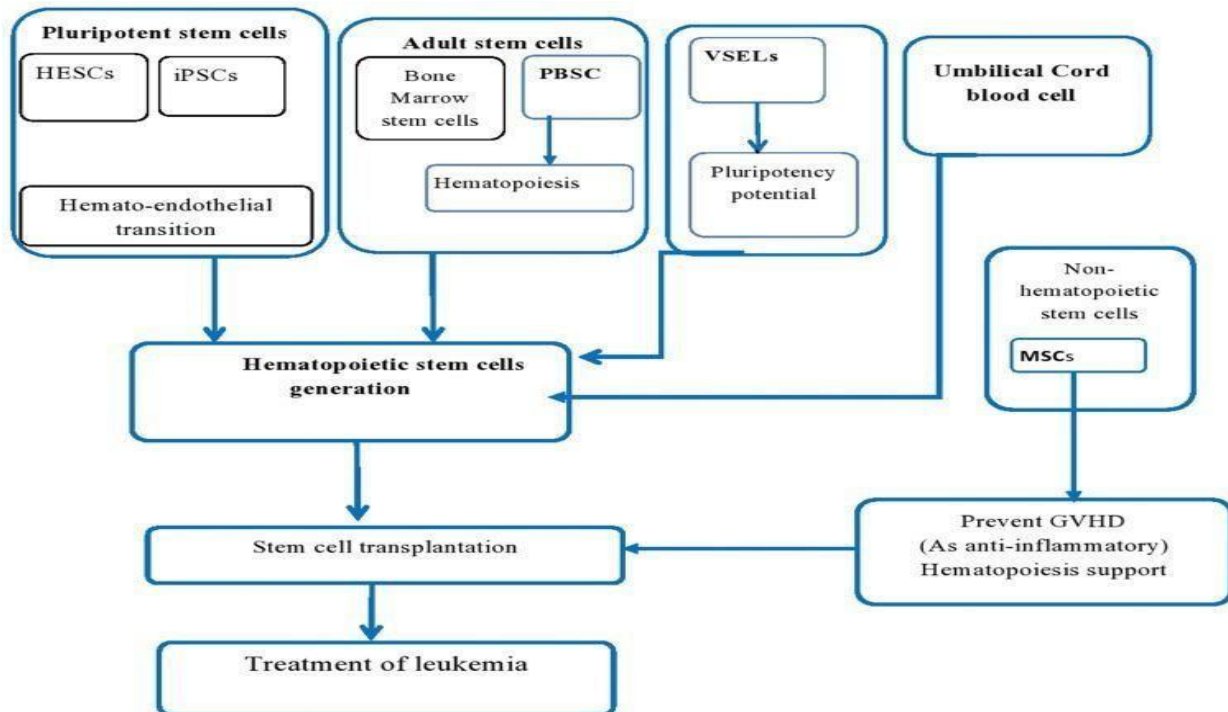 Pluripotent stem cells
HESCs
iPSCs
Hemato-endothelial
transition
Adult stem cells
Bone
Marrow
stem cells
PBSC
Hematopoiesis
VSELs
Pluripotency
potential
Umbilical Cord
blood cell
Non-
hematopoietic
stem cells
MSCs
Hematopoietic stem cells
generation
Prevent GVHD
(As anti-inflammatory)
Hematopoiesis support
Stem cell transplantation
Treatment of leukemia